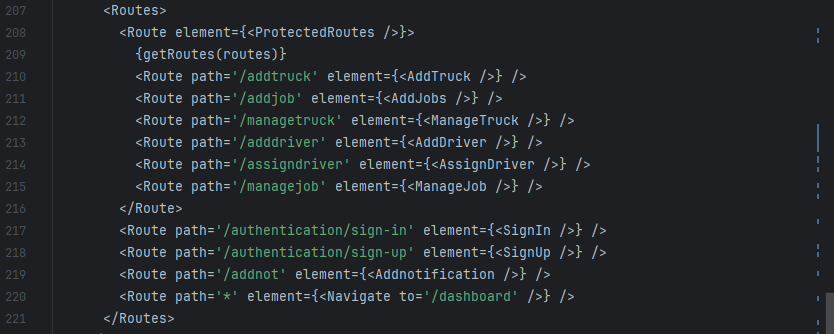 207 <Routes>
208 <Route element={<ProtectedRoutes />}>
209 {getRoutes(routes)}
210 <Route path='/addtruck' element={<AddTruck />} />
211 <Route path='/addjob' element={<AddJobs />} />
212 <Route path='/managetruck' element={<ManageTruck />} />
213 <Route path='/adddriver' element={<AddDriver />} />
214 <Route path='/assigndriver' element={<AssignDriver />} />
215 <Route path='/managejob' element={<ManageJob />} />
216 </Route>
217 <Route path='/authentication/sign-in' element={<SignIn />} />
218 <Route path='/authentication/sign-up' element={<SignUp />} />
219 <Route path='/addnot' element={<Addnotification />} />
220 <Route path='*' element={<Navigate to='/dashboard' />} />
221 </Routes>